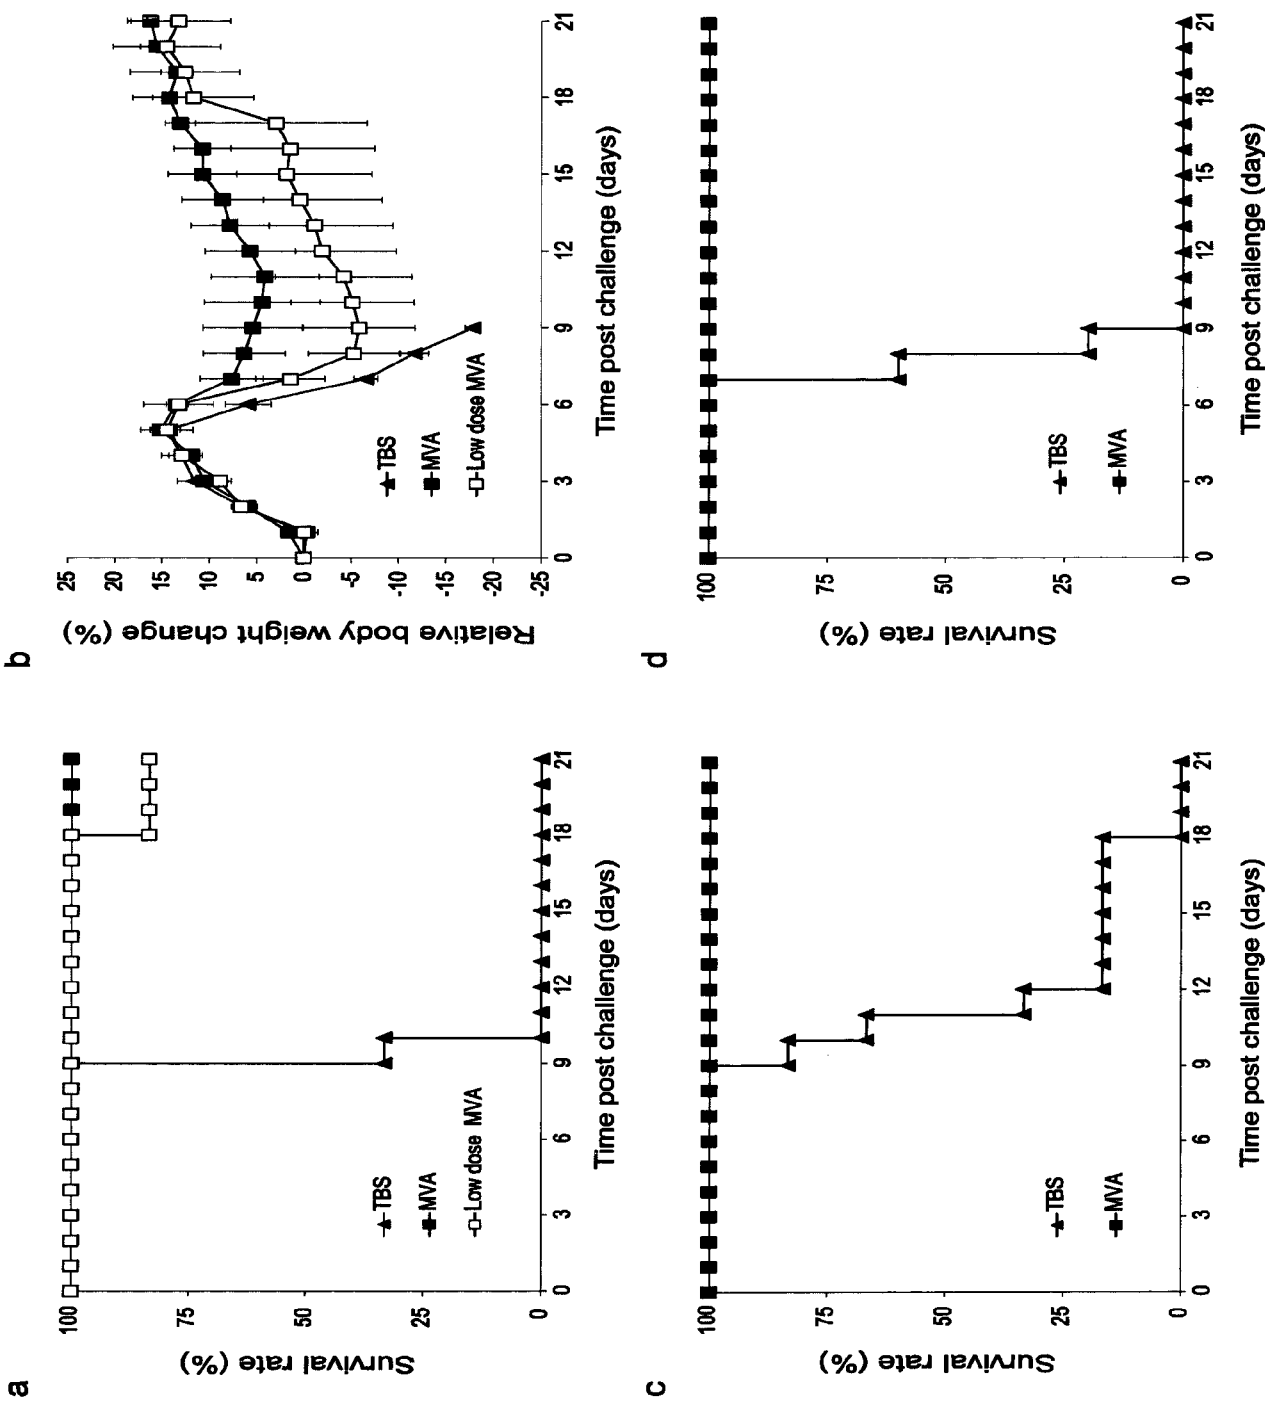 a
Survival rate (%)
100
75
50
25
0
TBS
MVA
Low dose MVA
0 3 6 9 12 15 18 21
Time post challenge (days)
b
Relative body weight change (%)
25
20
15
10
5
0
-5
-10
-15
-20
-25
TBS
MVA
Low dose MVA
0 3 6 9 12 15 18 21
Time post challenge (days)
c
Survival rate (%)
100
75
50
25
0
TBS
MVA
0 3 6 9 12 15 18 21
Time post challenge (days)
d
Survival rate (%)
100
75
50
25
0
TBS
MVA
0 3 6 9 12 15 18 21
Time post challenge (days)